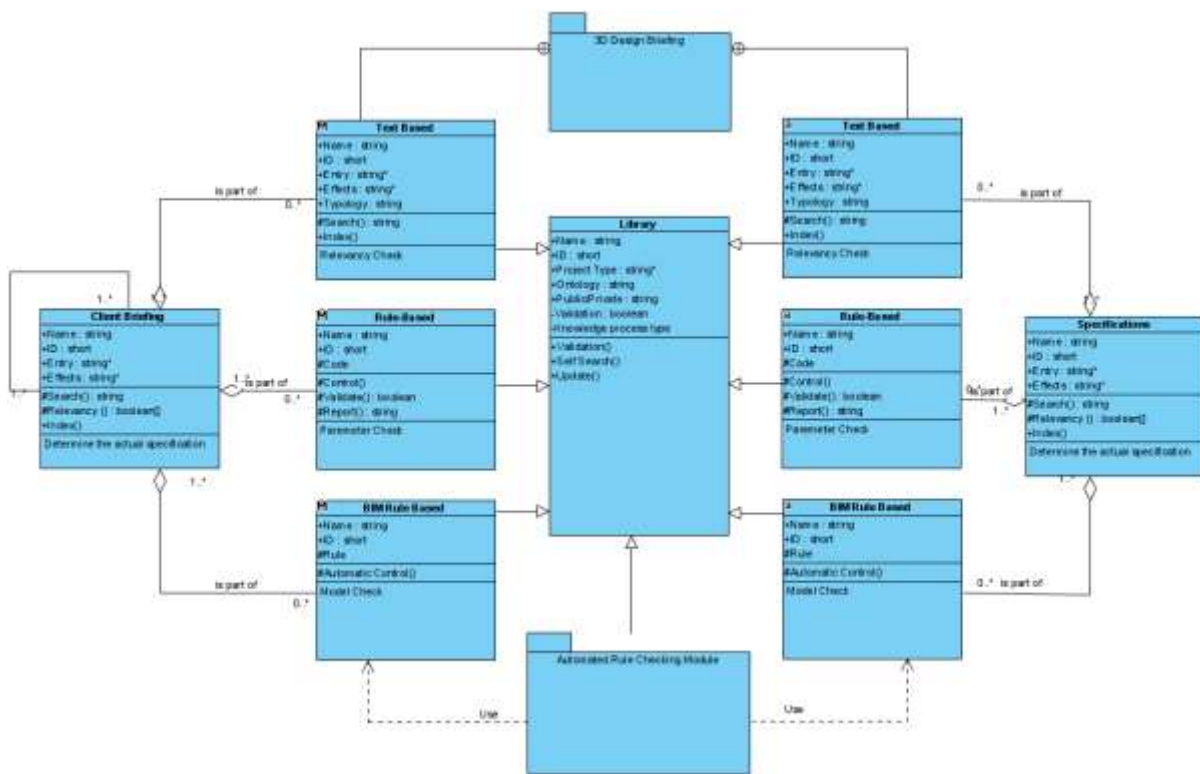 3D Design Briefing
M
Text Based
+Name : string
+ID : short
+Entry : string*
+Effects : string*
+Typology : string
#Search() : string
+Index()
Relevancy Check
Text Based
+Name : string
+ID : short
+Entry : string*
+Effects : string*
+Typology : string
#Search() : string
+Index()
Relevancy Check
is part of
0..*
0..*
is part of
Library
+Name : string
+ID : short
+Project Type : string*
+Ontology : string
+Public/Private : string
-Validation : boolean
-Knowledge process type
+Validation()
+Self Search()
+Update()
1..*
1..*
Client Briefing
+Name : string
+ID : short
+Entry : string*
+Effects : string*
#Search() : string
#Relevancy () : boolean[]
+Index()
Determine the actual specification
1..*
is part of
0..*
M
Rule-Based
+Name : string
+ID : short
#Code
#Control()
#Validate() : boolean
#Report() : string
Parameter Check
Rule-Based
+Name : string
+ID : short
#Code
#Control()
#Validate() : boolean
#Report() : string
Parameter Check
is part of
1..*
Specifications
+Name : string
+ID : short
+Entry : string*
+Effects : string*
#Search() : string
#Relevancy () : boolean[]
+Index()
Determine the actual specification
1..*
1..*
M
BIM Rule Based
+Name : string
+ID : short
#Rule
#Automatic Control()
Model Check
BIM Rule Based
+Name : string
+ID : short
#Rule
#Automatic Control()
Model Check
is part of
0..*
0..* is part of
Automated Rule Checking Module
Use
Use